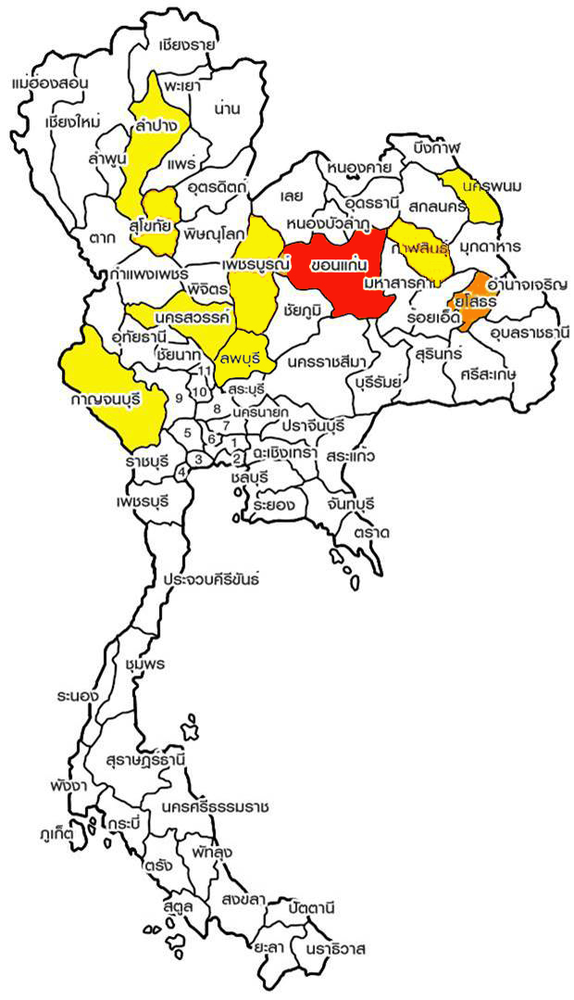 เชียงราย
แม่ฮ่องสอน
พะเยา
น่าน
เชียงใหม่
ลำปาง
บึงกาฬ
ลำพูน
แพร่
หนองคาย
อุตรดิตถ์
เลย
นครพนม
อุดรธานี
สกลนคร
สุโขทัย
หนองบัวลำภู
ตาก
พิษณุโลก
กาฬสินธุ์
มุกดาหาร
เพชรบูรณ์
ขอนแก่น
กำแพงเพชร
มหาสารคาม
อำนาจเจริญ
พิจิตร
ยโสธร
นครสวรรค์
ชัยภูมิ
ร้อยเอ็ด
อุทัยธานี
อุบลราชธานี
ชัยนาท
ลพบุรี
นครราชสีมา
สุรินทร์
11
ศรีสะเกษ
บุรีรัมย์
กาญจนบุรี
9
10
สระบุรี
8
นครนายก
7
ปราจีนบุรี
5
6
1
ฉะเชิงเทรา
สระแก้ว
ราชบุรี
3
2
4
ชลบุรี
เพชรบุรี
ระยอง
จันทบุรี
ตราด
ประจวบคีรีขันธ์
ชุมพร
ระนอง
สุราษฎร์ธานี
พังงา
นครศรีธรรมราช
กระบี่
ภูเก็ต
พัทลุง
ตรัง
สงขลา
สตูล
ปัตตานี
ยะลา
นราธิวาส